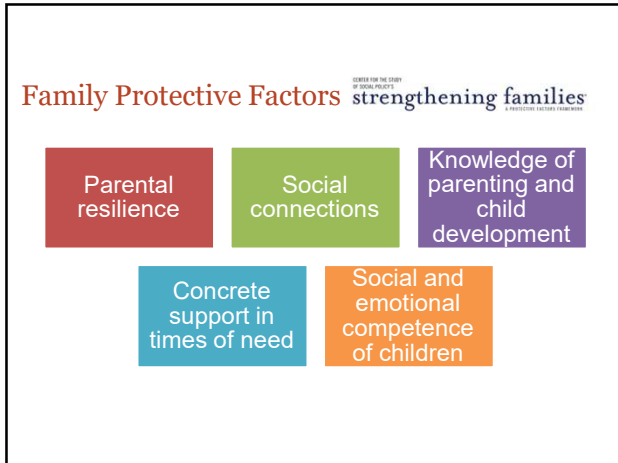 Family Protective Factors
CENTER FOR THE STUDY
OF SOCIAL POLICY'S
strengthening families
A PROTECTIVE FACTORS FRAMEWORK
Parental
resilience
Social
connections
Knowledge of
parenting and
child
development
Concrete
support in
times of need
Social and
emotional
competence
of children